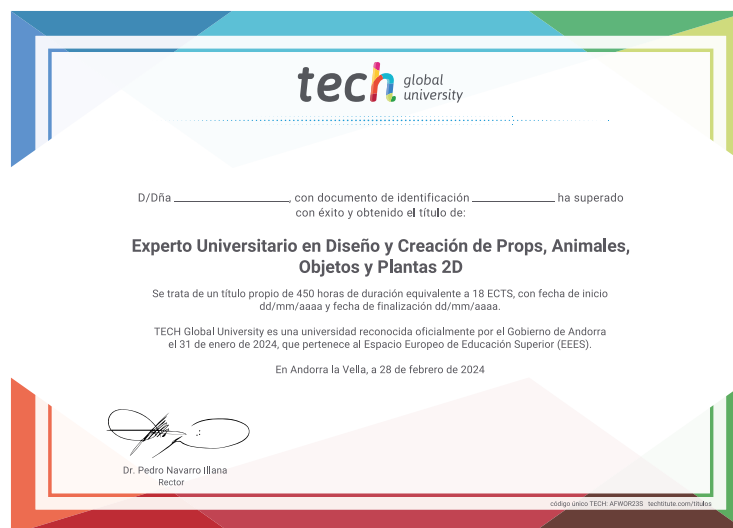 tech global university
D/Dña ____________, con documento de identificación ____________ ha superado
con éxito y obtenido el título de:
Experto Universitario en Diseño y Creación de Props, Animales,
Objetos y Plantas 2D
Se trata de un título propio de 450 horas de duración equivalente a 18 ECTS, con fecha de inicio
dd/mm/aaaa y fecha de finalización dd/mm/aaaa.
TECH Global University es una universidad reconocida oficialmente por el Gobierno de Andorra
el 31 de enero de 2024, que pertenece al Espacio Europeo de Educación Superior (EEES).
En Andorra la Vella, a 28 de febrero de 2024
Dr. Pedro Navarro Illana
Rector
código único TECH: AFWOR23S techtitute.com/titulos